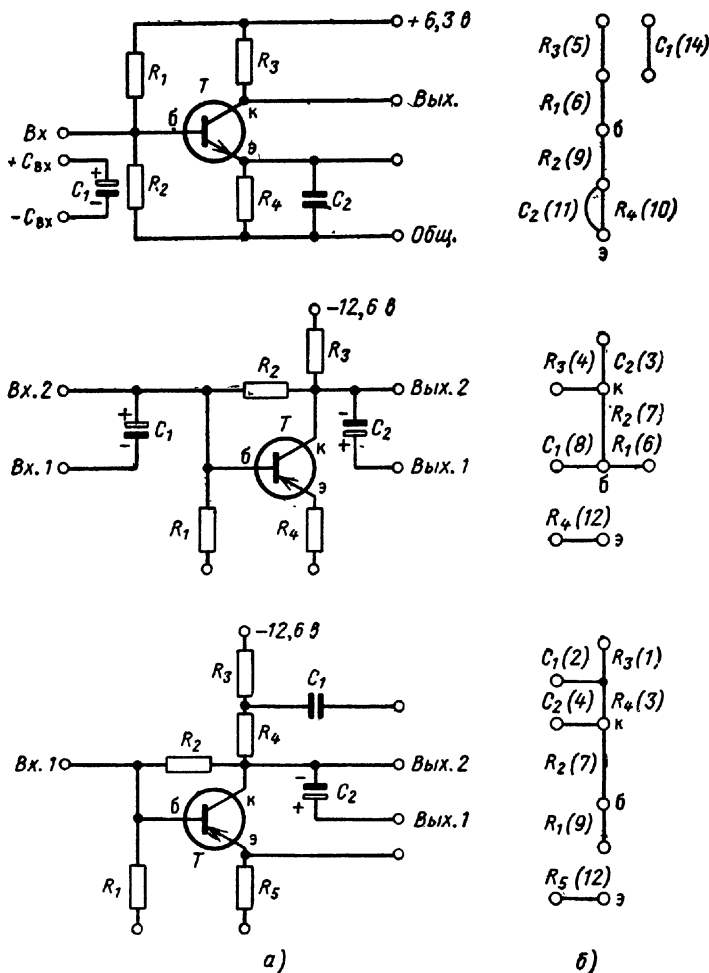 +6,3 в
R₁
R₃
R₃(5)
C₁(14)
Т
к
Вых.
б
R₁(6)
Вх
э
б
+Cвх
+
C₁
-
R₂
R₂(9)
R₄
C₂
C₂(11)
R₄(10)
-Cвх
Общ.
э
-12,6 в
R₃
R₂
R₃(4)
C₂(3)
Вх. 2
Вых. 2
к
+
C₁
-
Т
-
C₂
+
R₂(7)
к
б
C₁(8)
R₁(6)
Вх. 1
Вых. 1
э
б
R₁
R₄
R₄(12)
э
-12,6 в
C₁(2)
R₃(1)
R₃
C₁
C₂(4)
R₄(3)
R₄
к
R₂
Вх. 1
Вых. 2
R₂(7)
-
C₂
+
б
к
Вых. 1
б
Т
э
R₁(9)
R₁
R₅
R₅(12)
э
а)
б)